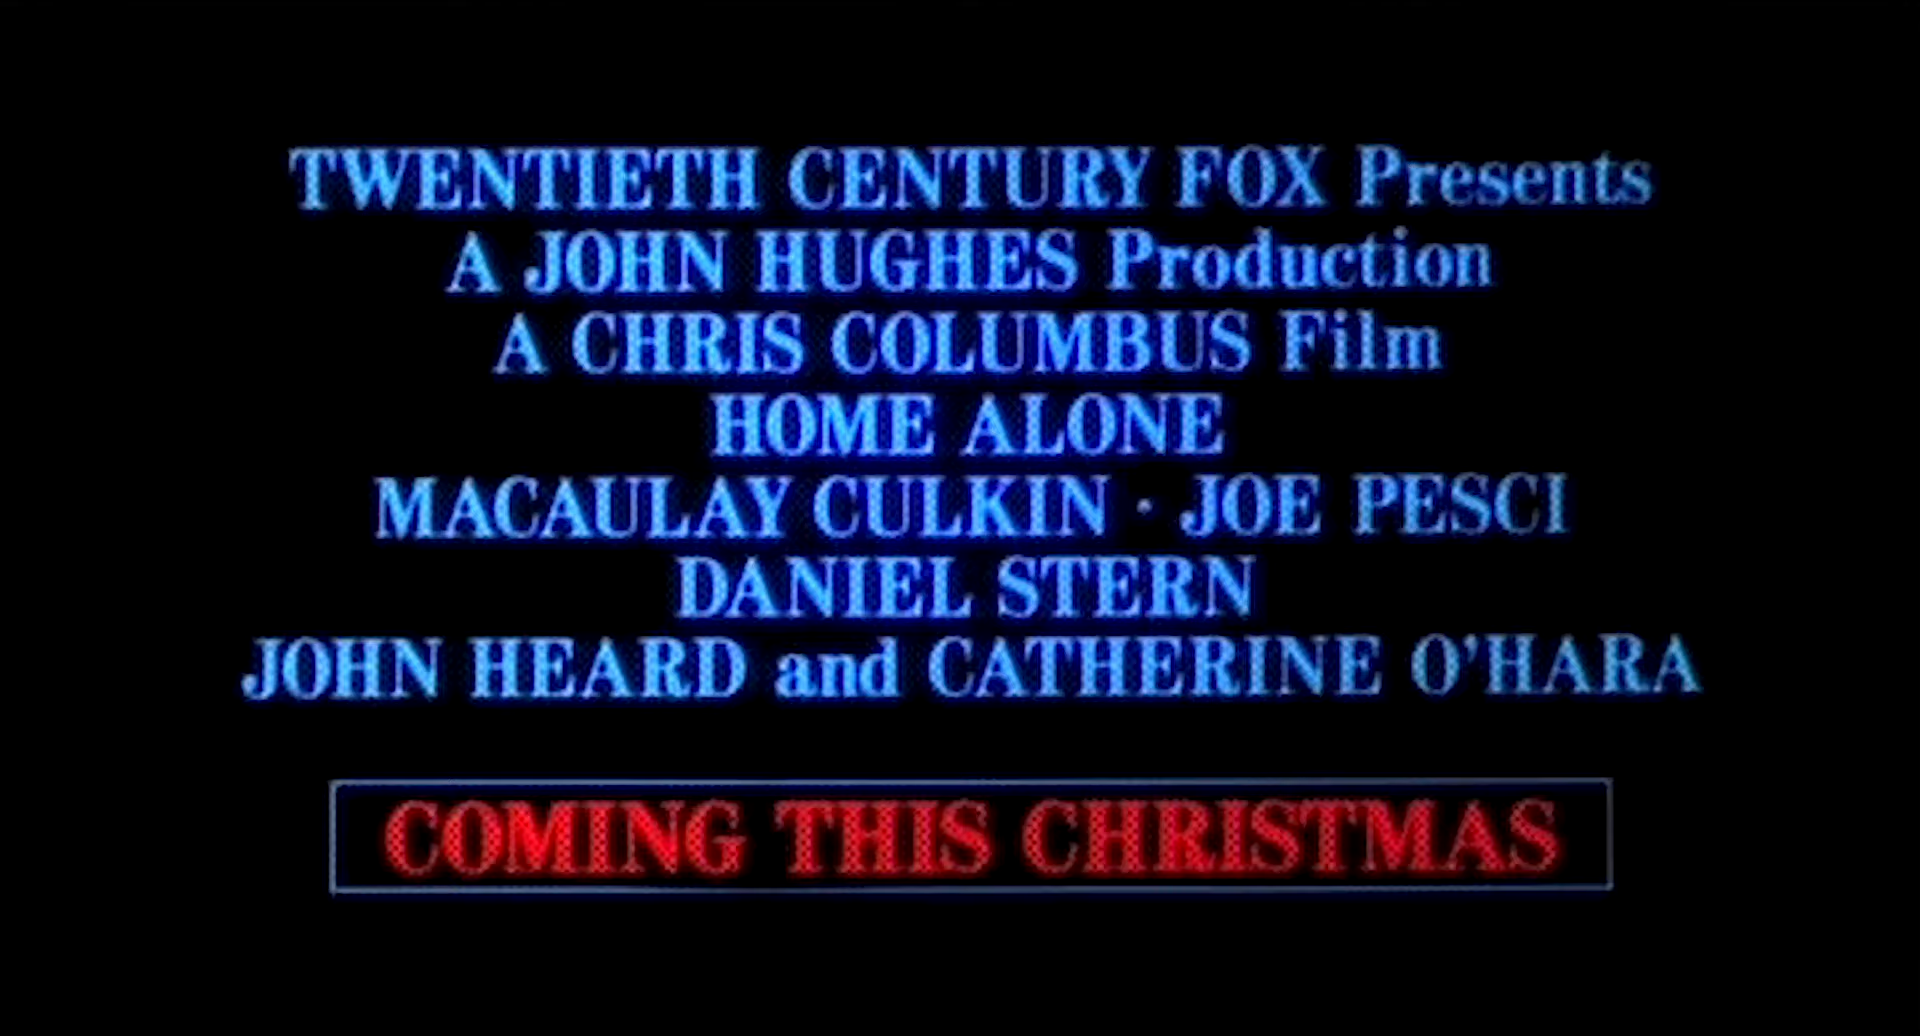 TWENTIETH CENTURY FOX Presents
A JOHN HUGHES Production
A CHRIS COLUMBUS Film
HOME ALONE
MACAULAY CULKIN · JOE PESCI
DANIEL STERN
JOHN HEARD and CATHERINE O'HARA
COMING THIS CHRISTMAS